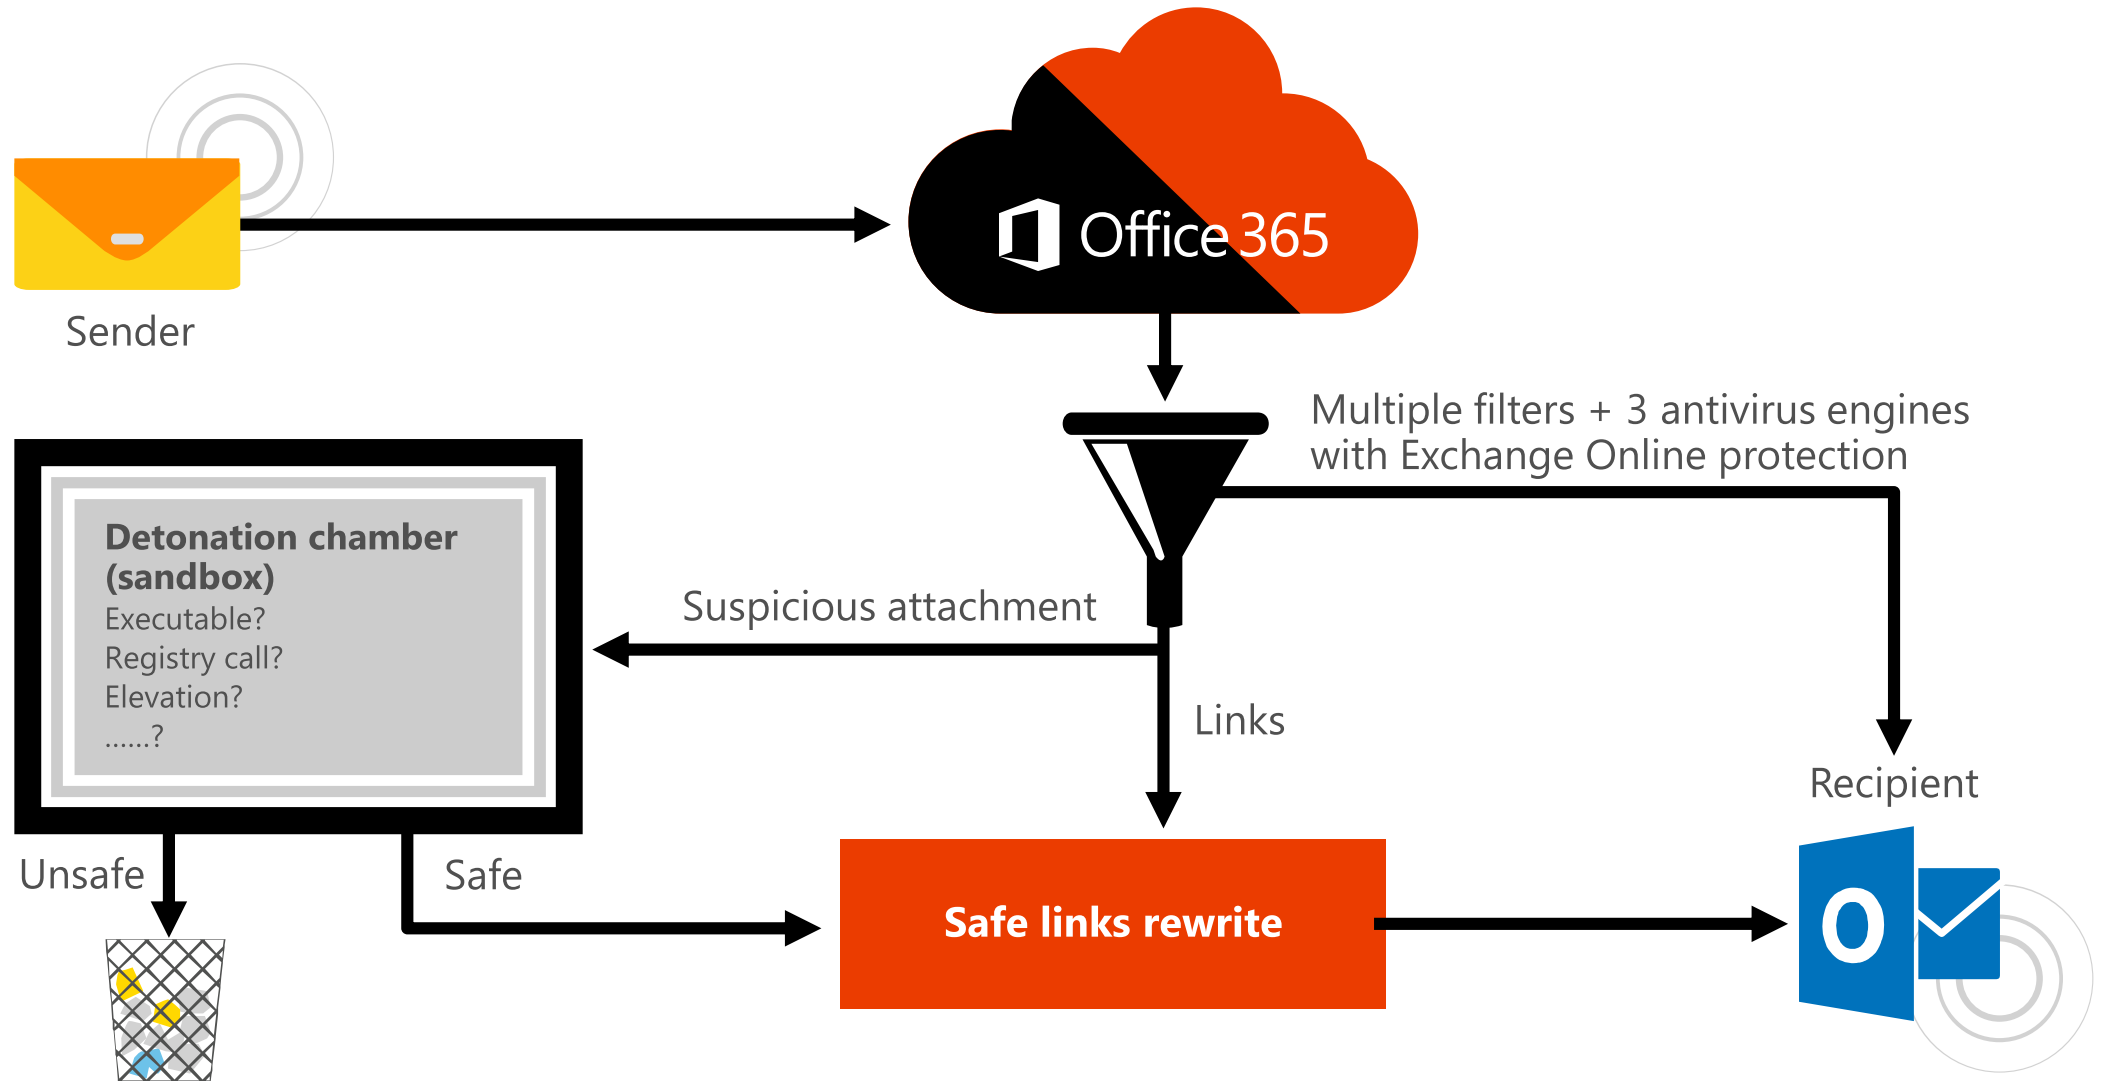 Office 365
Sender
Multiple filters + 3 antivirus engines
with Exchange Online protection
Detonation chamber
(sandbox)
Executable?
Registry call?
Elevation?
......?
Suspicious attachment
Links
Recipient
Unsafe
Safe
Safe links rewrite
O